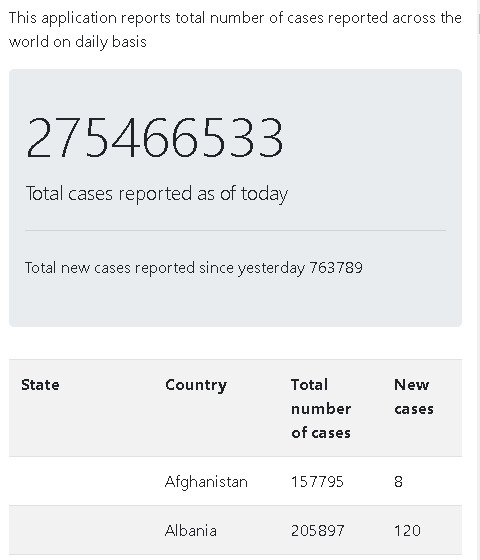 This application reports total number of cases reported across the
world on daily basis
275466533
Total cases reported as of today
Total new cases reported since yesterday 763789
State Country Total number of cases New cases
Afghanistan 157795 8
Albania 205897 120